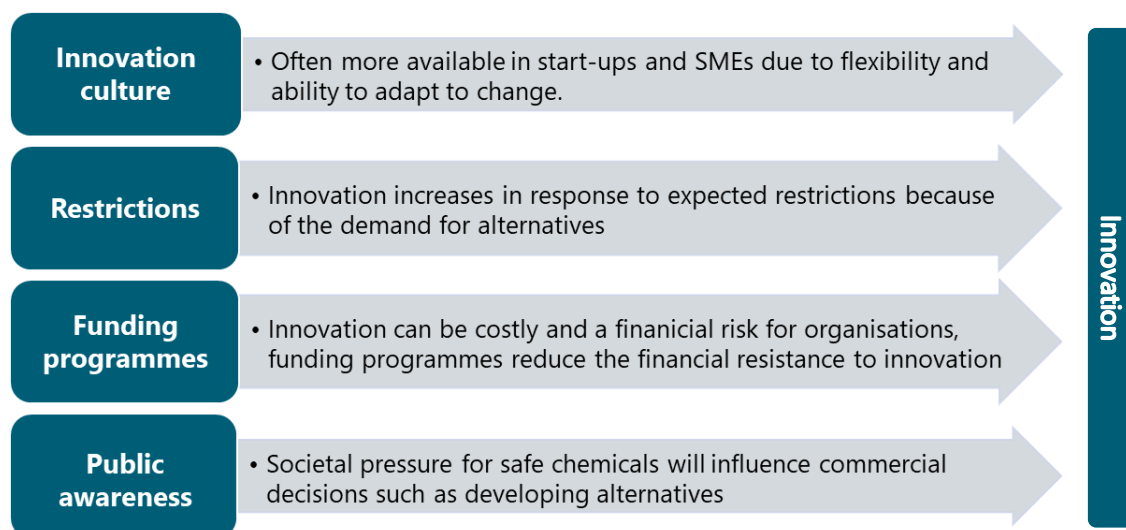 Innovation
culture
• Often more available in start-ups and SMEs due to flexibility and
ability to adapt to change.
Restrictions
• Innovation increases in response to expected restrictions because
of the demand for alternatives
Funding
programmes
• Innovation can be costly and a finanicial risk for organisations,
funding programmes reduce the financial resistance to innovation
Public
awareness
• Societal pressure for safe chemicals will influence commercial
decisions such as developing alternatives
Innovation